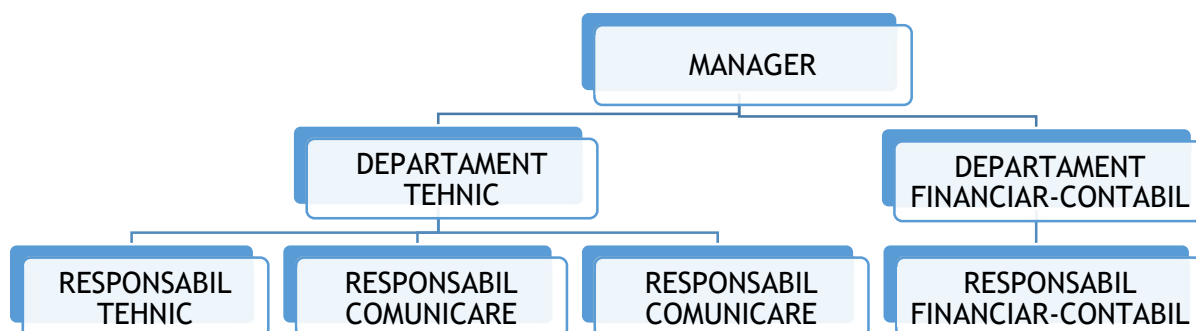 MANAGER
DEPARTAMENT
TEHNIC
DEPARTAMENT
FINANCIAR-CONTABIL
RESPONSABIL
TEHNIC
RESPONSABIL
COMUNICARE
RESPONSABIL
COMUNICARE
RESPONSABIL
FINANCIAR-CONTABIL